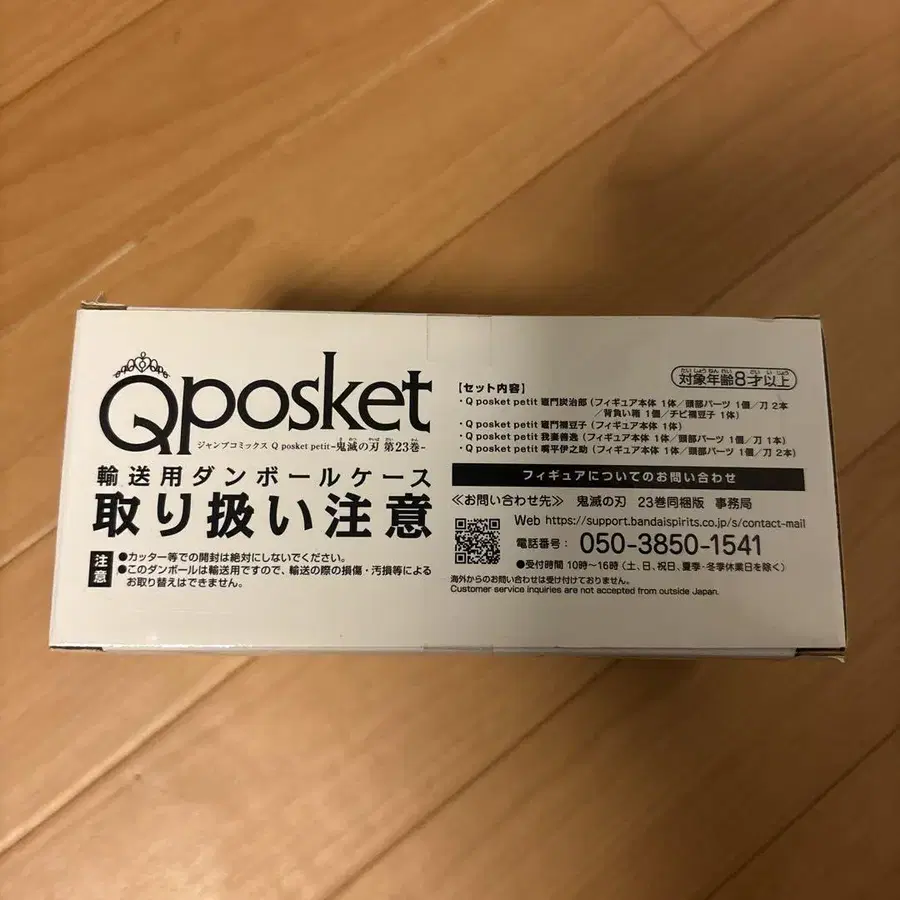 Qposket
ジャンプコミックス Q posket petit-鬼滅の刃 第23巻-
輸送用ダンボールケース
取り扱い注意
注意
●カッター等での開封は絶対にしないでください。
●このダンボールは輸送用ですので、輸送の際の損傷・汚損等による
お取り替えはできません。
対象年齢8才以上
【セット内容】
・Q posket petit 竈門炭治郎(フィギュア本体 1体/頭部パーツ 1個/刀 2本
/背負い箱 1個/チビ禰豆子 1体)
・Q posket petit 竈門禰豆子(フィギュア本体 1体)
・Q posket petit 我妻善逸(フィギュア本体 1体/頭部パーツ 1個/刀 1本)
・Q posket petit 嘴平伊之助(フィギュア本体 1体/頭部パーツ 1個/刀 2本)
フィギュアについてのお問い合わせ
≪お問い合わせ先≫ 鬼滅の刃 23巻同梱版 事務局
Web https://support.bandaispirits.co.jp/s/contact-mail
電話番号: 050-3850-1541
●受付時間 10時~16時(土、日、祝日、夏季・冬季休業日を除く)
海外からのお問い合わせは受け付けておりません。
Customer service inquiries are not accepted from outside Japan.